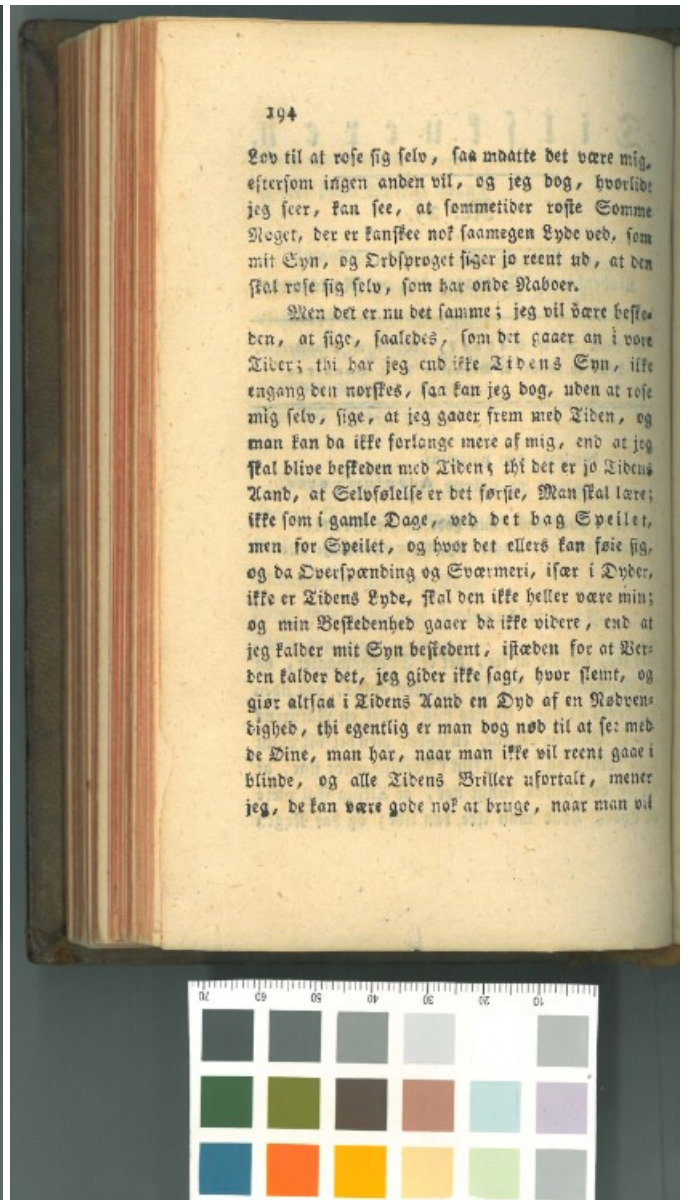 194
Lov til at rose sig selv, saa maatte det være mig,
eftersom ingen anden vil, og jeg dog, hvorlidt
jeg seer, kan see, at sommetider roste Somme
Noget, der er kanskee nok saamegen Lyde ved, som
mit Syn, og Ordsproget siger jo reent ud, at den
skal rose sig selv, som har onde Naboer.
Men det er nu det samme; jeg vil være beske-
den, at sige, saaledes, som det gaaer an i vore
Tider; thi har jeg end ikke Tidens Syn, ikke
engang den norskes, saa kan jeg dog, uden at rose
mig selv, sige, at jeg gaaer frem med Tiden, og
man kan da ikke forlange mere af mig, end at jeg
skal blive beskeden med Tiden; thi det er jo Tidens
Aand, at Selvfølelse er det første, Man skal lære;
ikke som i gamle Dage, ved det bag Speilet,
men for Speilet, og hvor det ellers kan føie sig,
og da Overspænding og Sværmeri, især i Dyder,
ikke er Tidens Lyde, skal den ikke heller være min;
og min Beskedenhed gaaer da ikke videre, end at
jeg kalder mit Syn beskedent, istæden for at Ver-
den kalder det, jeg gider ikke sagt, hvor slemt, og
giør altsaa i Tidens Aand en Dyd af en Nødven-
dighed, thi egentlig er man dog nød til at see med
de Øine, man har, naar man ikke vil reent gaae i
blinde, og alle Tidens Briller ufortalt, mener
jeg, de kan være gode nok at bruge, naar man vil
70 60 50 40 30 20 10